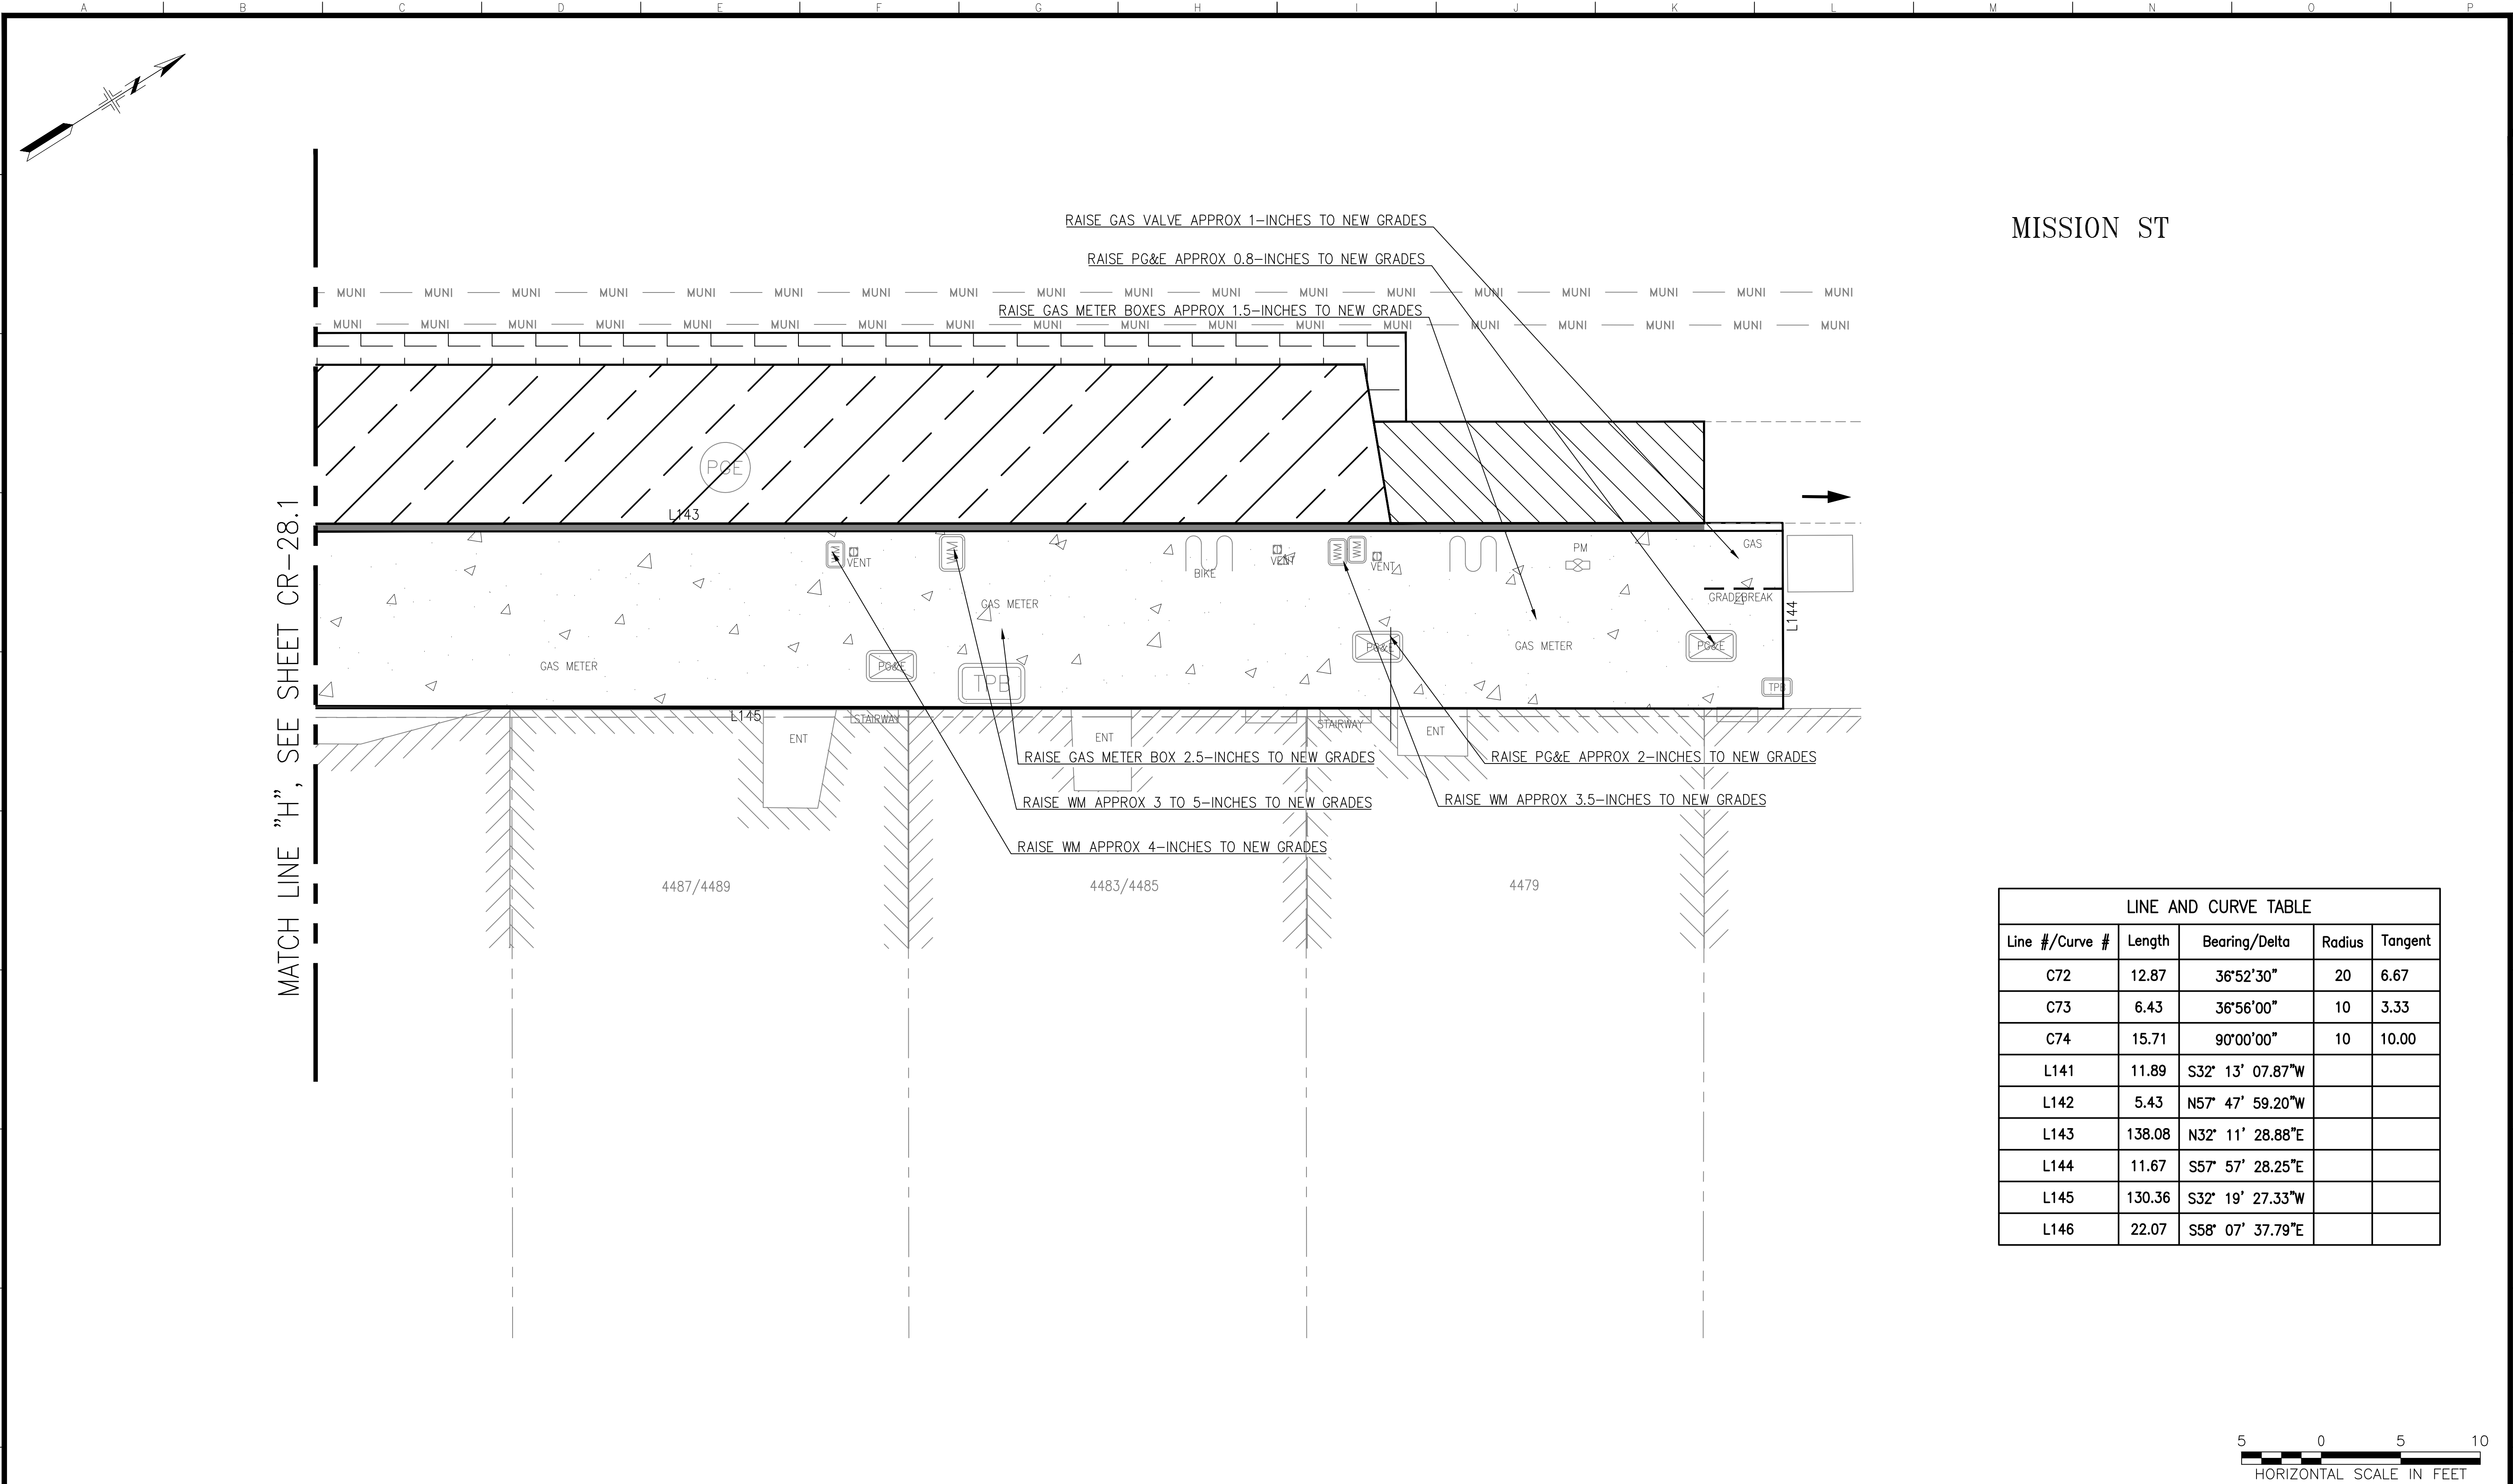 A B C D E F G H I J K L M N O P
N
MISSION ST
RAISE GAS VALVE APPROX 1-INCHES TO NEW GRADES
RAISE PG&E APPROX 0.8-INCHES TO NEW GRADES
MUNI MUNI MUNI MUNI MUNI MUNI MUNI MUNI MUNI MUNI MUNI MUNI MUNI MUNI MUNI MUNI MUNI MUNI
RAISE GAS METER BOXES APPROX 1.5-INCHES TO NEW GRADES
MUNI MUNI MUNI MUNI MUNI MUNI MUNI MUNI MUNI MUNI MUNI MUNI MUNI MUNI MUNI MUNI MUNI MUNI
PGE
L143
MATCH LINE "H", SEE SHEET CR-28.1
WM
VENT
WM
BIKE
VENT
WM
WM
VENT
PM
GAS
GAS METER
GRADEBREAK
L144
GAS METER
PG&E
TPB
PG&E
GAS METER
PG&E
TPB
L145
STAIRWAY
STAIRWAY
ENT
ENT
ENT
RAISE GAS METER BOX 2.5-INCHES TO NEW GRADES
RAISE PG&E APPROX 2-INCHES TO NEW GRADES
RAISE WM APPROX 3 TO 5-INCHES TO NEW GRADES
RAISE WM APPROX 3.5-INCHES TO NEW GRADES
RAISE WM APPROX 4-INCHES TO NEW GRADES
4487/4489
4483/4485
4479
LINE AND CURVE TABLE
Line #/Curve # Length Bearing/Delta Radius Tangent
C72 12.87 36°52'30" 20 6.67
C73 6.43 36°56'00" 10 3.33
C74 15.71 90°00'00" 10 10.00
L141 11.89 S32° 13' 07.87"W
L142 5.43 N57° 47' 59.20"W
L143 138.08 N32° 11' 28.88"E
L144 11.67 S57° 57' 28.25"E
L145 130.36 S32° 19' 27.33"W
L146 22.07 S58° 07' 37.79"E
5 0 5 10
HORIZONTAL SCALE IN FEET